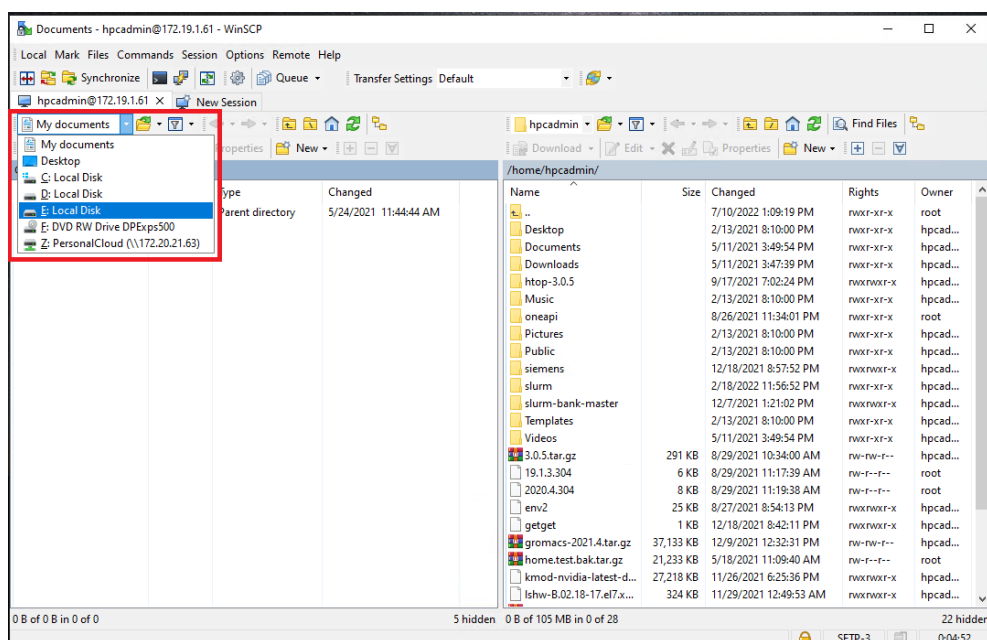 Documents - hpcadmin@172.19.1.61 - WinSCP
Local Mark Files Commands Session Options Remote Help
Synchronize Queue Transfer Settings Default
hpcadmin@172.19.1.61 New Session
My documents hpcadmin Find Files
My documents
Desktop
C: Local Disk
D: Local Disk
E: Local Disk
F: DVD RW Drive DPExps500
Z: PersonalCloud (\\172.20.21.63)
Properties New Download Edit Properties New
/home/hpcadmin/
Type Changed
Parent directory 5/24/2021 11:44:44 AM
Name Size Changed Rights Owner
.. 7/10/2022 1:09:19 PM rwxr-xr-x root
Desktop 2/13/2021 8:10:00 PM rwxr-xr-x hpcad...
Documents 5/11/2021 3:49:54 PM rwxr-xr-x hpcad...
Downloads 5/11/2021 3:47:39 PM rwxr-xr-x hpcad...
htop-3.0.5 9/17/2021 7:02:24 PM rwxrwxr-x hpcad...
Music 2/13/2021 8:10:00 PM rwxr-xr-x hpcad...
oneapi 8/26/2021 11:34:01 PM rwxr-xr-x root
Pictures 2/13/2021 8:10:00 PM rwxr-xr-x hpcad...
Public 2/13/2021 8:10:00 PM rwxr-xr-x hpcad...
siemens 12/18/2021 8:57:52 PM rwxrwxr-x hpcad...
slurm 2/18/2022 11:56:52 PM rwxr-xr-x hpcad...
slurm-bank-master 12/7/2021 1:21:02 PM rwxrwxr-x hpcad...
Templates 2/13/2021 8:10:00 PM rwxr-xr-x hpcad...
Videos 5/11/2021 3:49:54 PM rwxr-xr-x hpcad...
3.0.5.tar.gz 291 KB 8/29/2021 10:34:00 AM rw-rw-r-- hpcad...
19.1.3.304 6 KB 8/29/2021 11:17:39 AM rw-r--r-- root
2020.4.304 8 KB 8/29/2021 11:19:38 AM rw-r--r-- root
env2 25 KB 8/27/2021 8:54:13 PM rwxrwxr-x hpcad...
getget 1 KB 12/18/2021 8:42:11 PM rwxrwxr-x hpcad...
gromacs-2021.4.tar.gz 37,133 KB 12/9/2021 12:32:31 PM rw-rw-r-- hpcad...
home.test.bak.tar.gz 21,233 KB 5/18/2021 11:09:40 AM rw-r--r-- root
kmod-nvidia-latest-d... 27,218 KB 11/26/2021 6:25:36 PM rwxrwxr-x hpcad...
lshw-B.02.18-17.el7.x... 324 KB 11/29/2021 12:49:53 AM rw-rw-r-- hpcad...
0 B of 0 B in 0 of 0 5 hidden 0 B of 105 MB in 0 of 28 22 hidden
SFTP-3 0:04:52